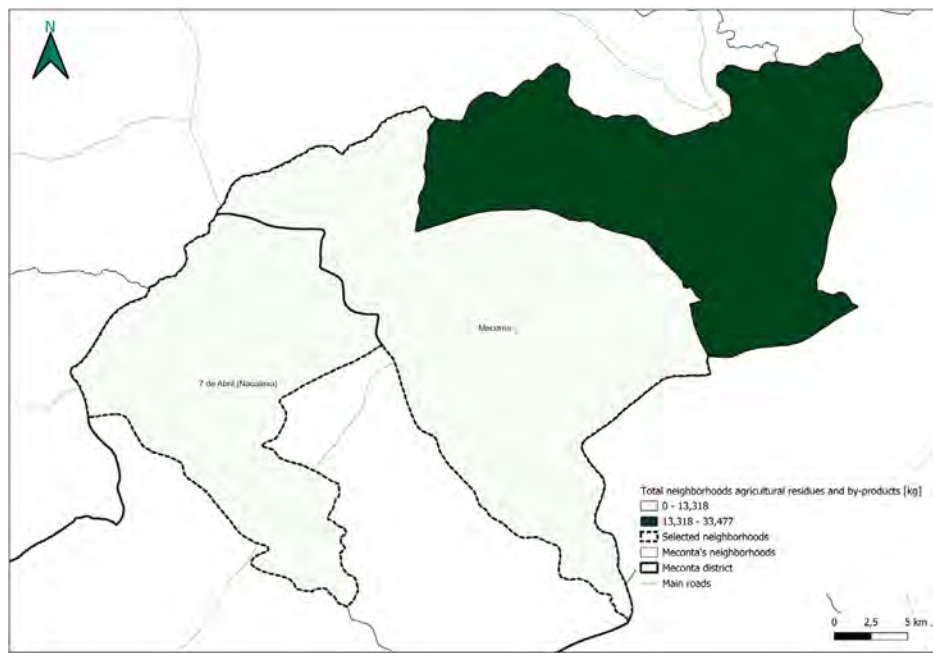 N
Meconta
7 de Abril (Nacalaua)
Total neighborhoods agricultural residues and by-products [kg]
0 - 13,318
13,318 - 33,477
Selected neighborhoods
Meconta's neighborhoods
Meconta district
Main roads
0 2,5 5 km